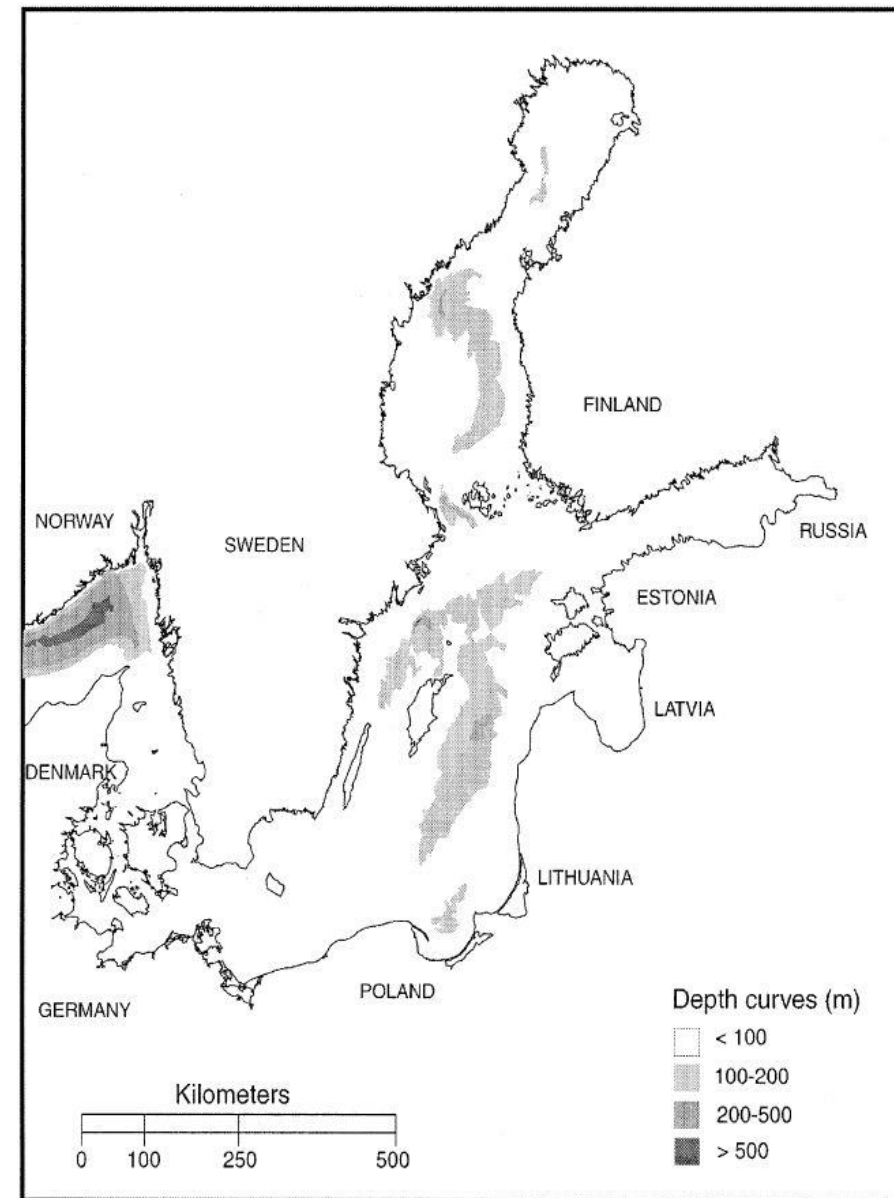 FINLAND
NORWAY
SWEDEN
RUSSIA
ESTONIA
LATVIA
DENMARK
LITHUANIA
POLAND
GERMANY
Depth curves (m)
< 100
100-200
200-500
> 500
Kilometers
0 100 250 500